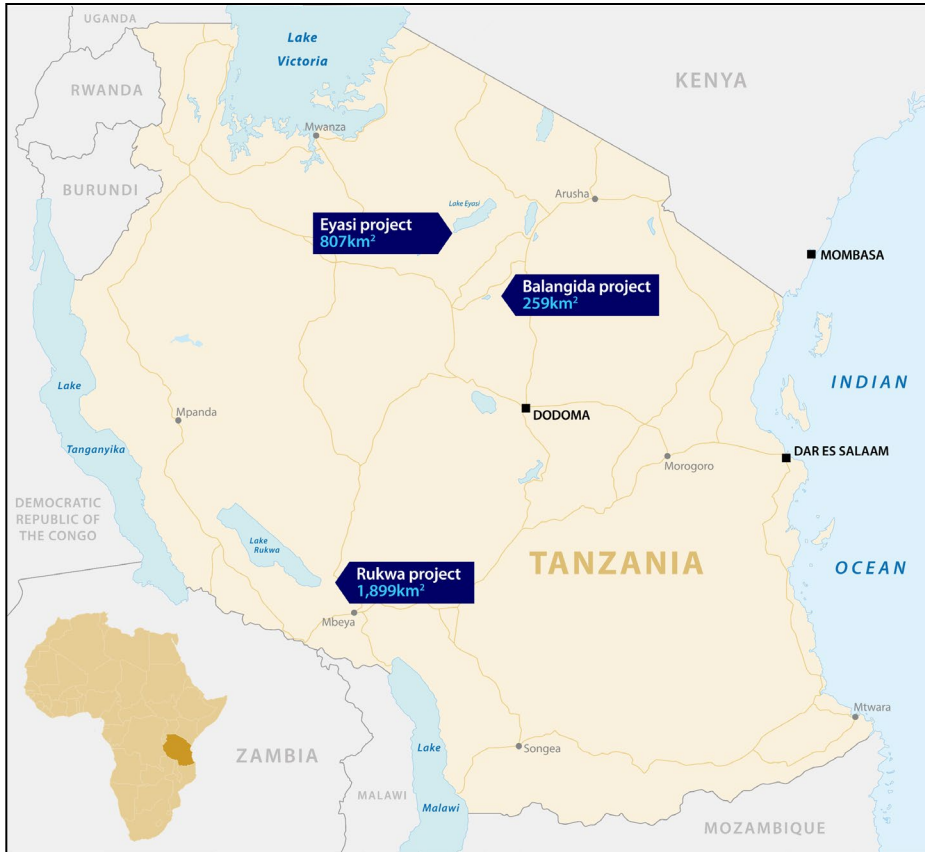 UGANDA
Lake
Victoria
KENYA
RWANDA
Mwanza
BURUNDI
Lake Eyasi
Arusha
Eyasi project
807km²
MOMBASA
Balangida project
259km²
INDIAN
Lake
Mpanda
DODOMA
Tanganyika
DAR ES SALAAM
Morogoro
DEMOCRATIC
REPUBLIC OF
THE CONGO
Lake
Rukwa
TANZANIA
OCEAN
Rukwa project
1,899km²
Mbeya
Mtwara
ZAMBIA
Lake
Songea
MALAWI
Malawi
MOZAMBIQUE